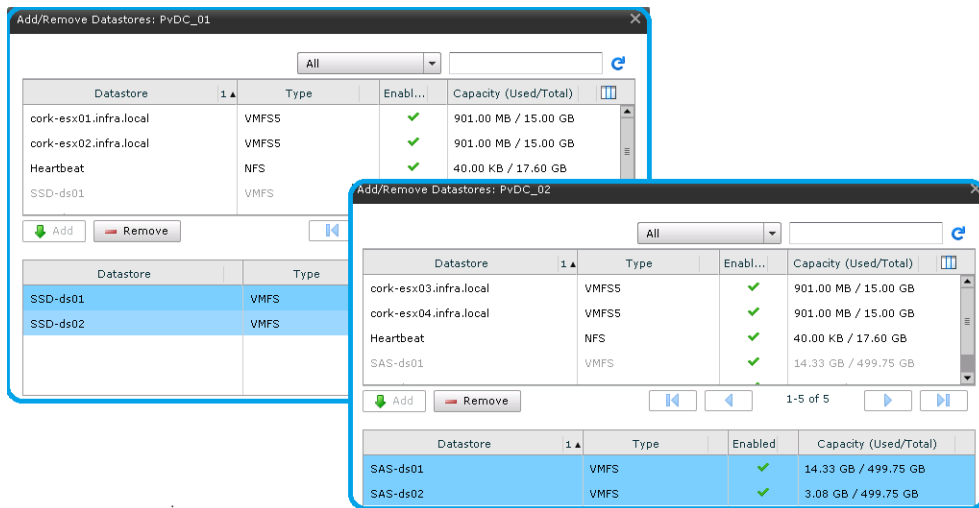 Add/Remove Datastores: PvDC_01
All
Datastore 1 Type Enabl... Capacity (Used/Total)
cork-esx01.infra.local VMFS5 901.00 MB / 15.00 GB
cork-esx02.infra.local VMFS5 901.00 MB / 15.00 GB
Heartbeat NFS 40.00 KB / 17.60 GB
SSD-ds01 VMFS
Add Remove
Datastore Type
SSD-ds01 VMFS
SSD-ds02 VMFS
Add/Remove Datastores: PvDC_02
All
Datastore 1 Type Enabl... Capacity (Used/Total)
cork-esx03.infra.local VMFS5 901.00 MB / 15.00 GB
cork-esx04.infra.local VMFS5 901.00 MB / 15.00 GB
Heartbeat NFS 40.00 KB / 17.60 GB
SAS-ds01 VMFS 14.33 GB / 499.75 GB
Add Remove 1-5 of 5
Datastore 1 Type Enabled Capacity (Used/Total)
SAS-ds01 VMFS 14.33 GB / 499.75 GB
SAS-ds02 VMFS 3.08 GB / 499.75 GB